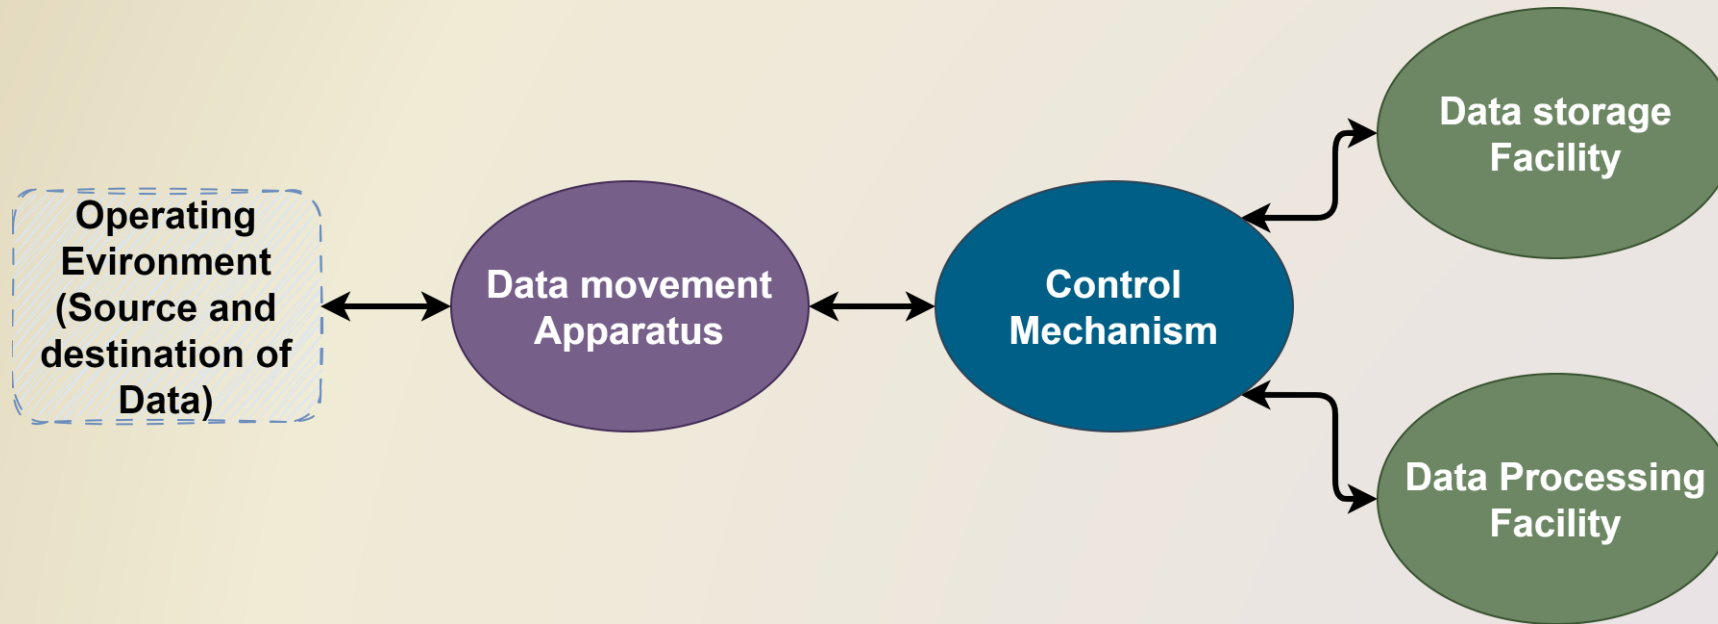 Operating
Evironment
(Source and
destination of
Data)
Data movement
Apparatus
Control
Mechanism
Data storage
Facility
Data Processing
Facility